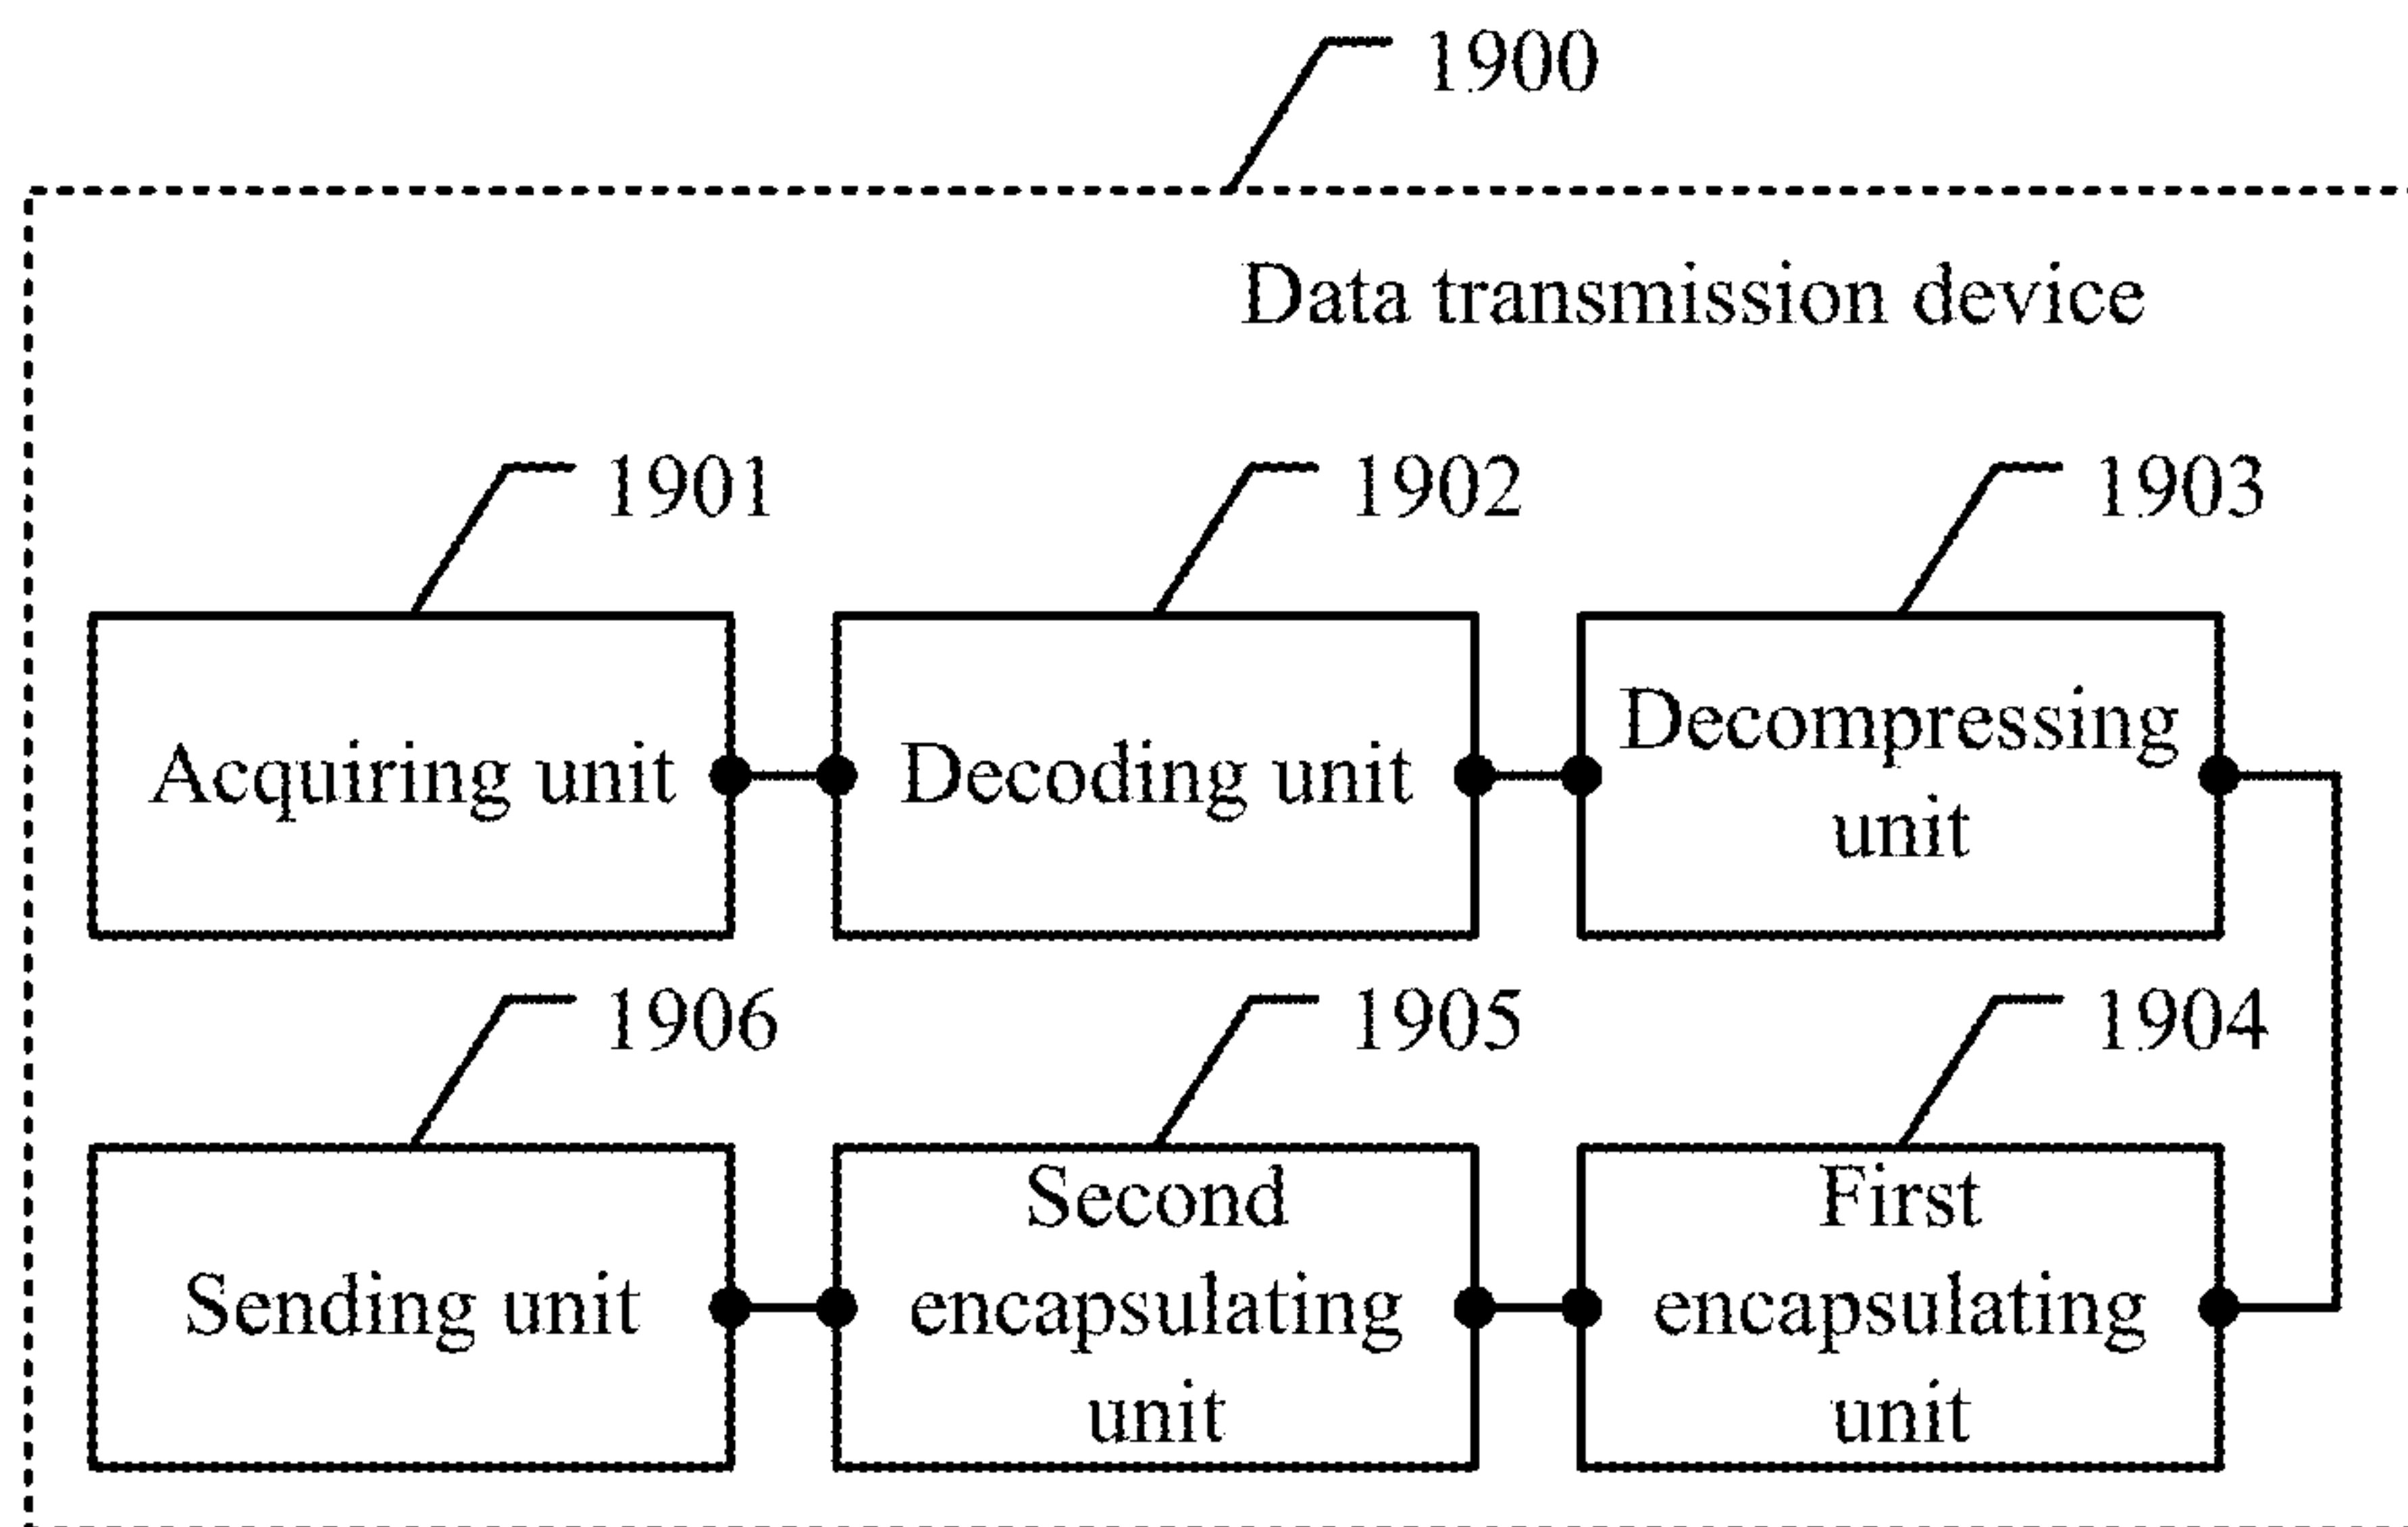 1900
Data transmission device
1901
1902
1903
Acquiring unit
Decoding unit
Decompressing
unit
1906
1905
1904
Sending unit
Second
encapsulating
unit
First
encapsulating
unit